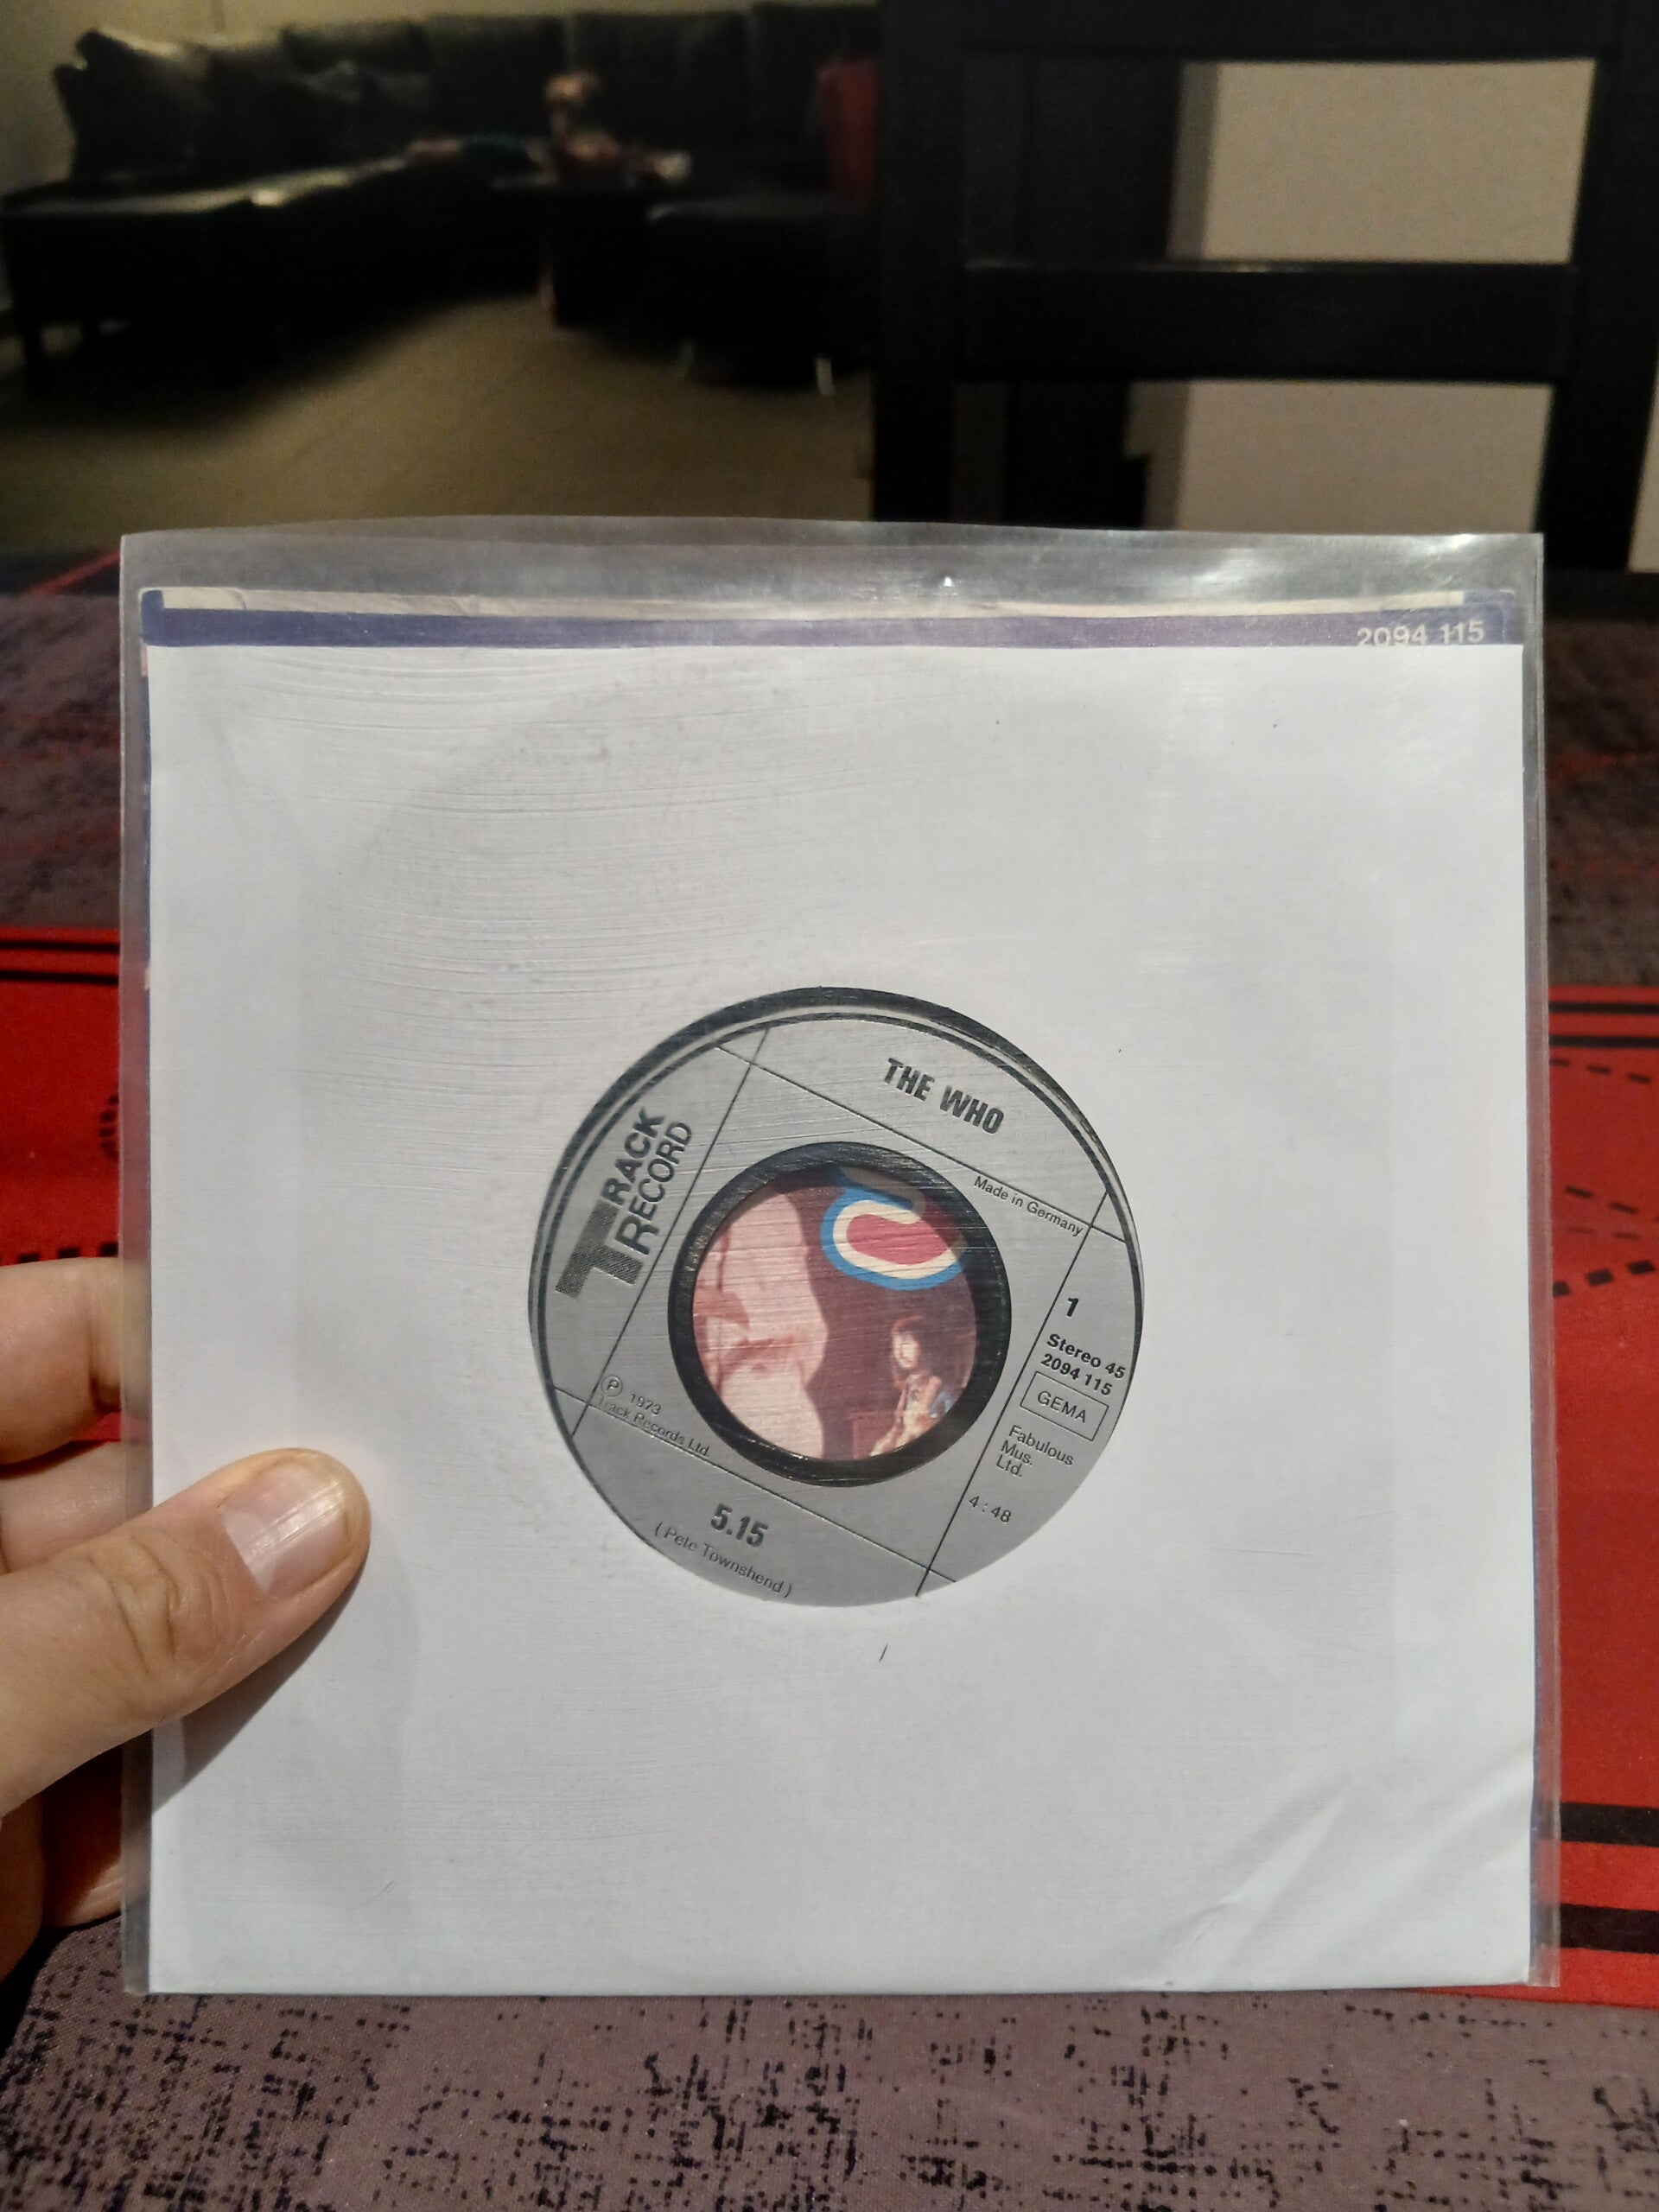 2094 115
THE WHO
TRACK
RECORD
Made in Germany
1
Stereo 45
2094 115
GEMA
Fabulous
Mus.
Ltd.
4:48
℗ 1973
Track Records Ltd.
5.15
( Pete Townshend )